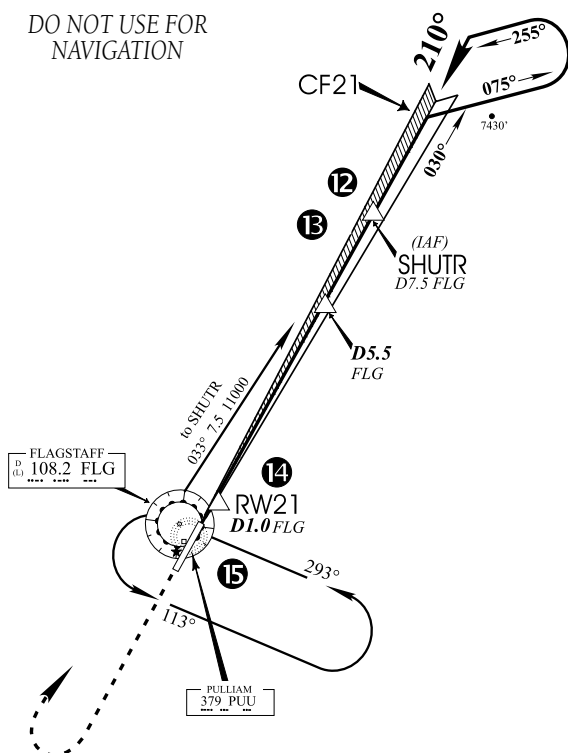 DO NOT USE FOR
NAVIGATION
210°
255°
075°
CF21
7430'
030°
12
13
(IAF)
SHUTR
D7.5 FLG
D5.5
FLG
to SHUTR
033° 7.5 11000
FLAGSTAFF
D
(L) 108.2 FLG
14
RW21
D1.0 FLG
15
293°
113°
PULLIAM
379 PUU